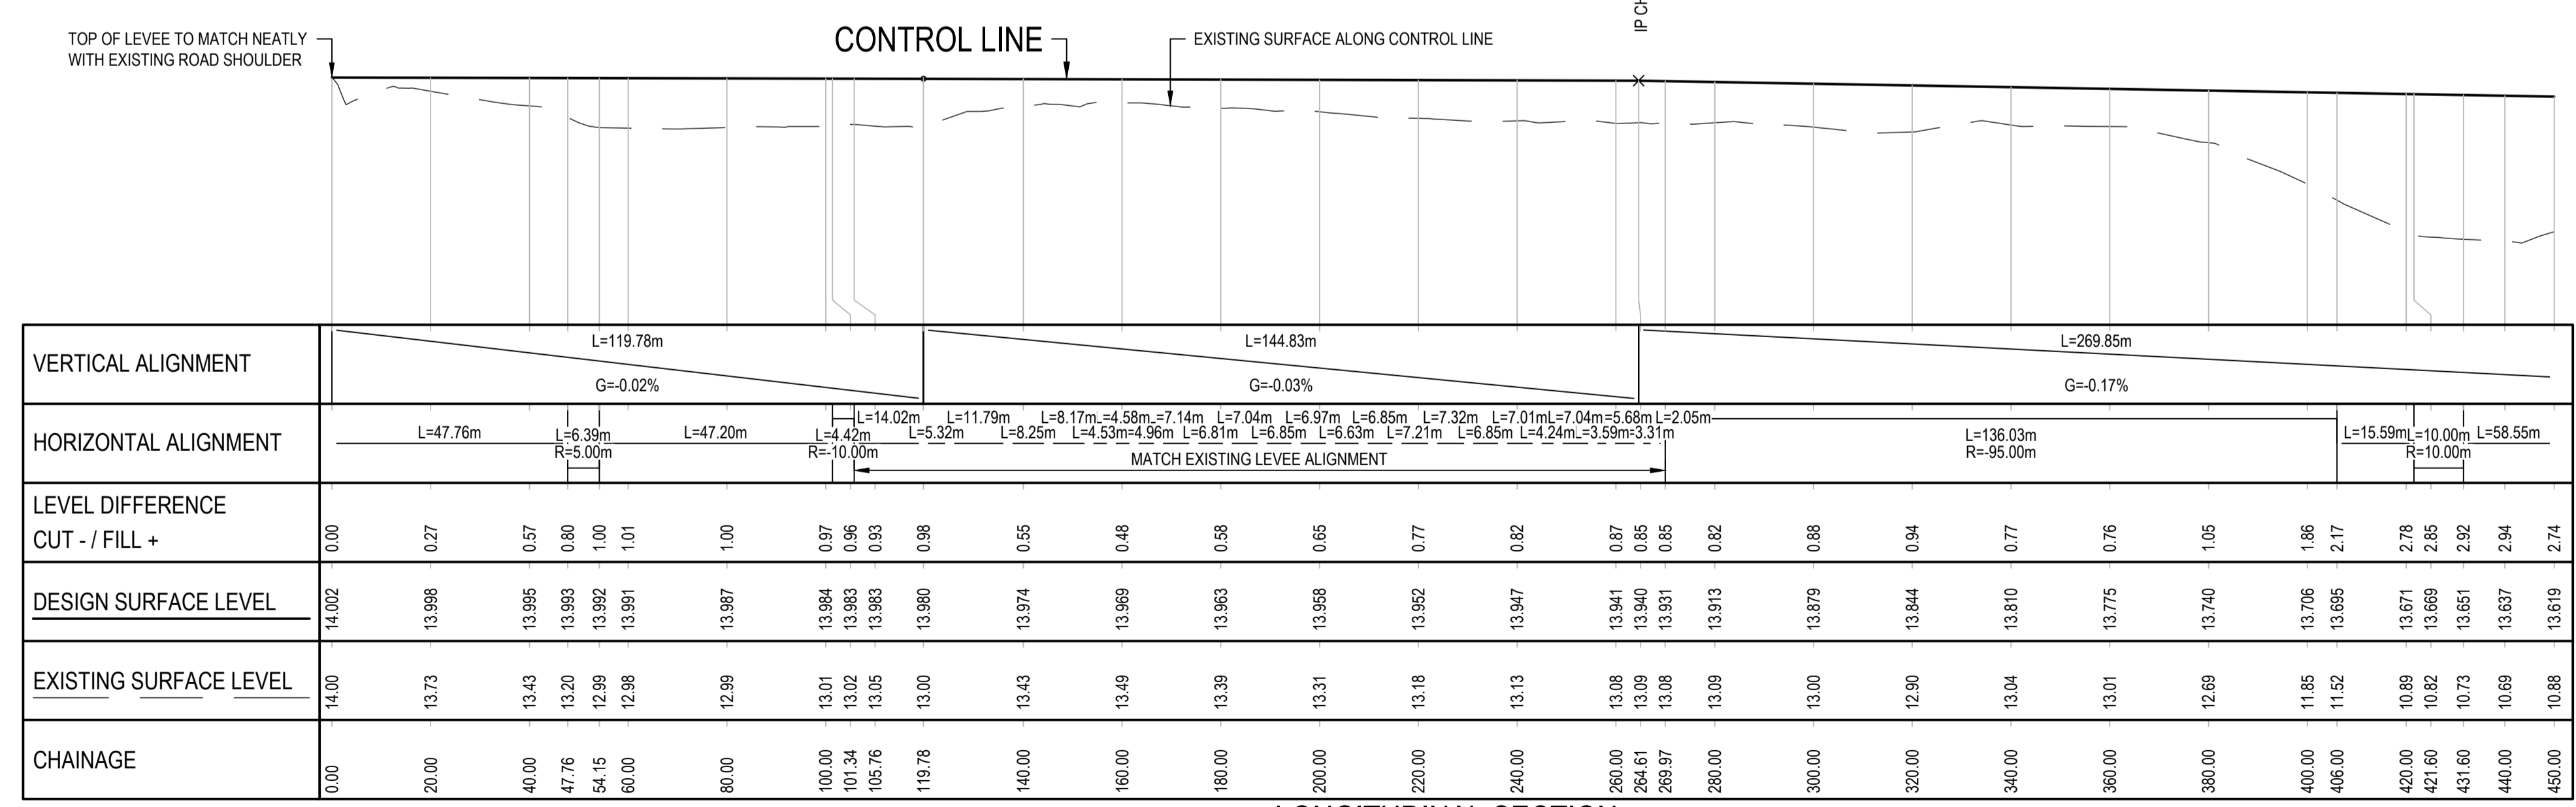 IP CH
TOP OF LEVEE TO MATCH NEATLY
WITH EXISTING ROAD SHOULDER
CONTROL LINE
EXISTING SURFACE ALONG CONTROL LINE
VERTICAL ALIGNMENT
L=119.78m L=144.83m L=269.85m
G=-0.02% G=-0.03% G=-0.17%
HORIZONTAL ALIGNMENT
L=14.02m L=11.79m L=8.17m L=4.58m L=7.14m L=7.04m L=6.97m L=6.85m L=7.32m L=7.01m L=7.04m =5.68m L=2.05m
L=47.76m L=6.39m L=47.20m L=4.42m L=5.32m L=8.25m L=4.53m =4.96m L=6.81m L=6.85m L=6.63m L=7.21m L=6.85m L=4.24m L=3.59m =3.31m L=136.03m L=15.59m L=10.00m L=58.55m
R=5.00m R=-10.00m MATCH EXISTING LEVEE ALIGNMENT R=-95.00m R=10.00m
LEVEL DIFFERENCE
CUT - / FILL +
0.00 0.27 0.57 0.80 1.00 1.01 1.00 0.97 0.96 0.93 0.98 0.55 0.48 0.58 0.65 0.77 0.82 0.87 0.85 0.85 0.82 0.88 0.94 0.77 0.76 1.05 1.86 2.17 2.78 2.85 2.92 2.94 2.74
DESIGN SURFACE LEVEL
14.002 13.998 13.995 13.993 13.992 13.991 13.987 13.984 13.983 13.983 13.980 13.974 13.969 13.963 13.958 13.952 13.947 13.941 13.940 13.931 13.913 13.879 13.844 13.810 13.775 13.740 13.706 13.695 13.671 13.669 13.651 13.637 13.619
EXISTING SURFACE LEVEL
14.00 13.73 13.43 13.20 12.99 12.98 12.99 13.01 13.02 13.05 13.00 13.43 13.49 13.39 13.31 13.18 13.13 13.08 13.09 13.08 13.09 13.00 12.90 13.04 13.01 12.69 11.85 11.52 10.89 10.82 10.73 10.69 10.88
CHAINAGE
0.00 20.00 40.00 47.76 54.15 60.00 80.00 100.00 101.34 105.76 119.78 140.00 160.00 180.00 200.00 220.00 240.00 260.00 264.61 269.97 280.00 300.00 320.00 340.00 360.00 380.00 400.00 406.00 420.00 421.60 431.60 440.00 450.00
LONGITUDINAL SECTION